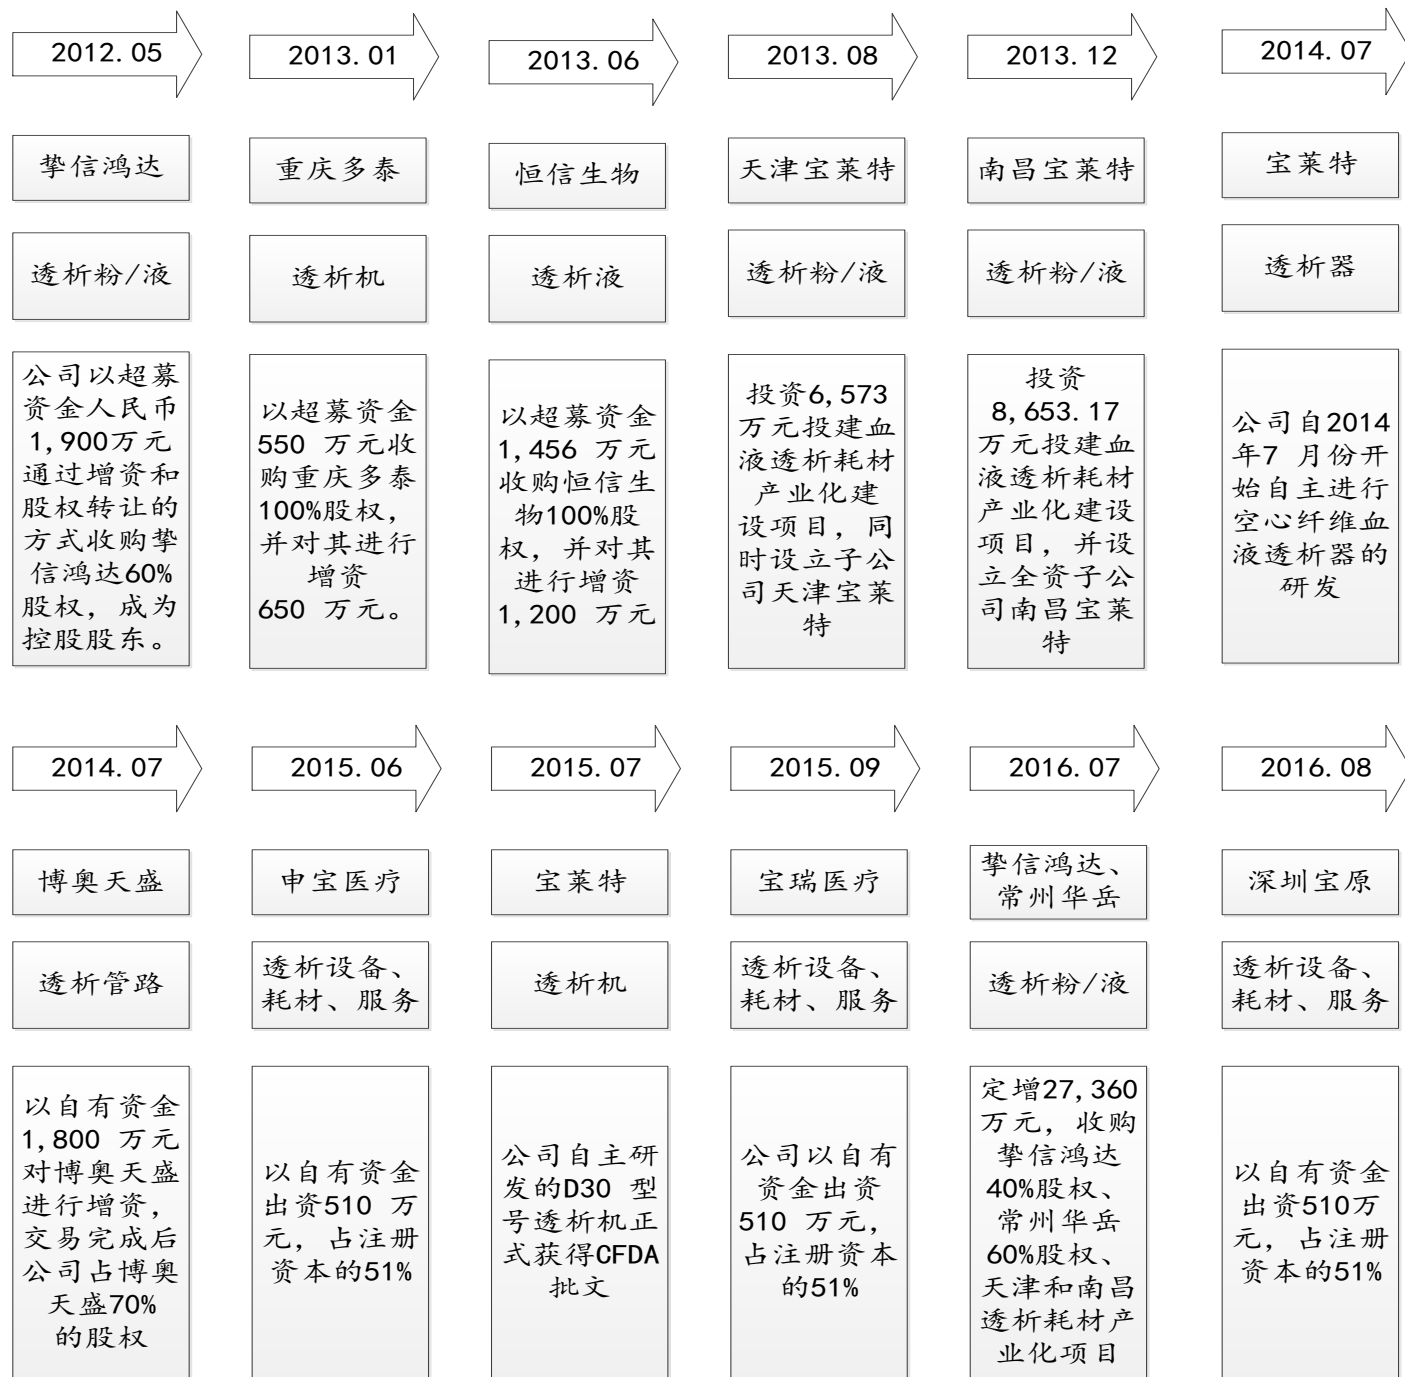 2012.05
2013.01
2013.06
2013.08
2013.12
2014.07
挚信鸿达
重庆多泰
恒信生物
天津宝莱特
南昌宝莱特
宝莱特
透析粉/液
透析机
透析液
透析粉/液
透析粉/液
透析器
公司以超募
资金人民币
1,900万元
通过增资和
股权转让的
方式收购挚
信鸿达60%
股权，成为
控股股东。
以超募资金
550 万元收
购重庆多泰
100%股权，
并对其进行
增资
650 万元。
以超募资金
1,456 万元
收购恒信生
物100%股
权，并对其
进行增资
1,200 万元
投资6,573
万元投建血
液透析耗材
产业化建
设项目，同
时设立子公
司天津宝莱
特
投资
8,653.17
万元投建血
液透析耗材
产业化建设
项目，并设
立全资子公
司南昌宝莱
特
公司自2014
年7 月份开
始自主进行
空心纤维血
液透析器的
研发
2014.07
2015.06
2015.07
2015.09
2016.07
2016.08
博奥天盛
申宝医疗
宝莱特
宝瑞医疗
挚信鸿达、
常州华岳
深圳宝原
透析管路
透析设备、
耗材、服务
透析机
透析设备、
耗材、服务
透析粉/液
透析设备、
耗材、服务
以自有资金
1,800 万元
对博奥天盛
进行增资，
交易完成后
公司占博奥
天盛70%
的股权
以自有资金
出资510 万
元，占注册
资本的51%
公司自主研
发的D30 型
号透析机正
式获得CFDA
批文
公司以自有
资金出资
510 万元，
占注册资本
的51%
定增27,360
万元，收购
挚信鸿达
40%股权、
常州华岳
60%股权、
天津和南昌
透析耗材产
业化项目
以自有资金
出资510万
元，占注册
资本的51%